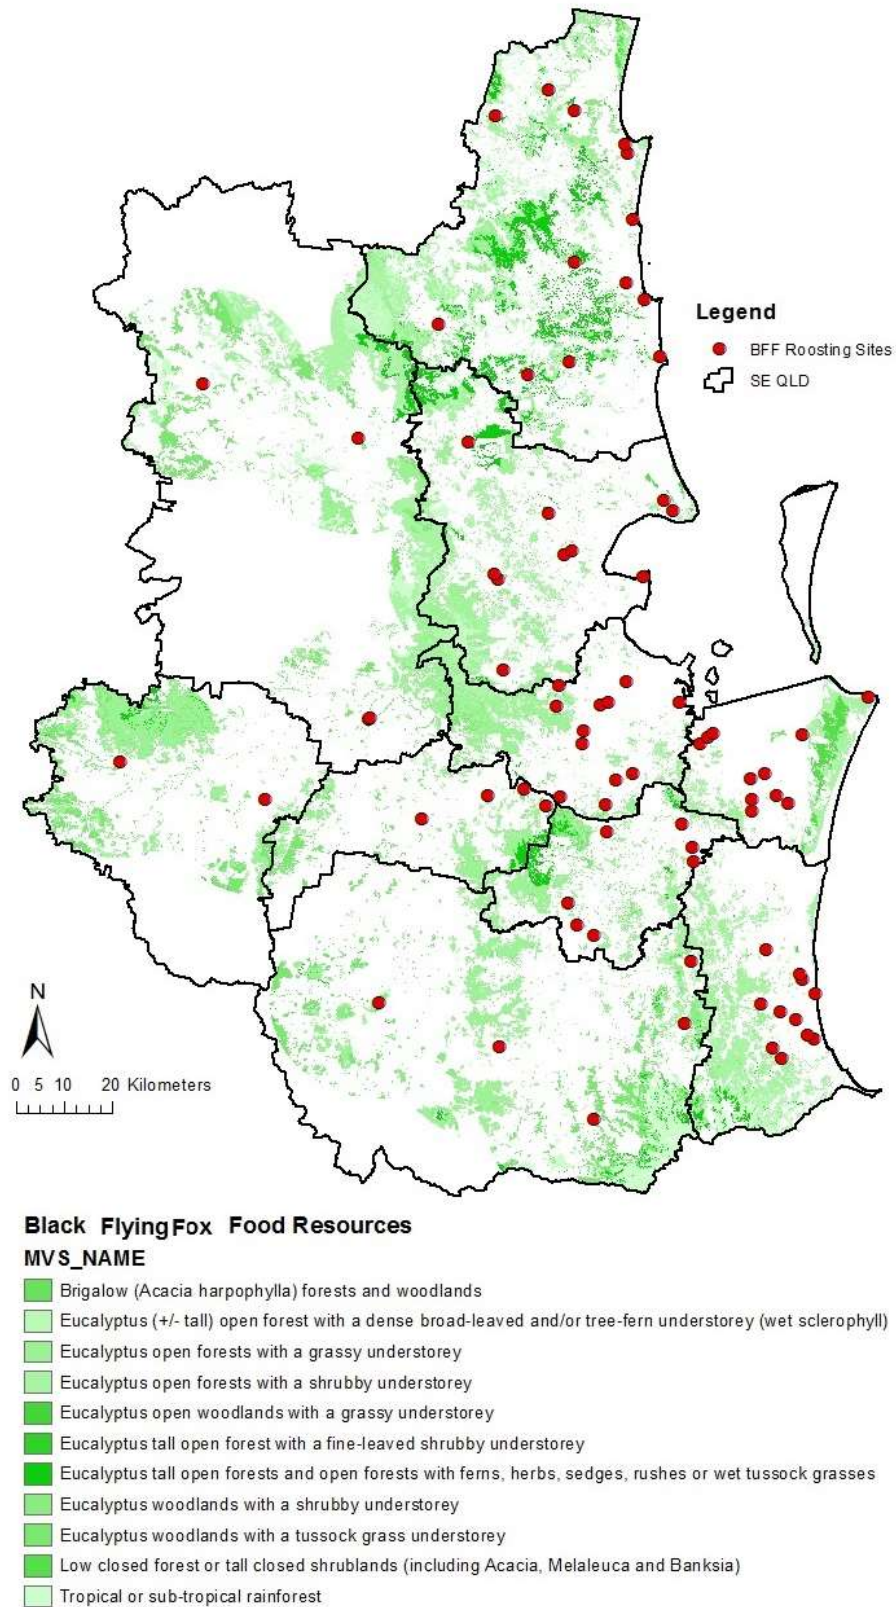 Legend
BFF Roosting Sites
SE QLD
N
0 5 10 20 Kilometers
Black Flying Fox Food Resources
MVS_NAME
Brigalow (Acacia harpophylla) forests and woodlands
Eucalyptus (+/- tall) open forest with a dense broad-leaved and/or tree-fern understorey (wet sclerophyll)
Eucalyptus open forests with a grassy understorey
Eucalyptus open forests with a shrubby understorey
Eucalyptus open woodlands with a grassy understorey
Eucalyptus tall open forest with a fine-leaved shrubby understorey
Eucalyptus tall open forests and open forests with ferns, herbs, sedges, rushes or wet tussock grasses
Eucalyptus woodlands with a shrubby understorey
Eucalyptus woodlands with a tussock grass understorey
Low closed forest or tall closed shrublands (including Acacia, Melaleuca and Banksia)
Tropical or sub-tropical rainforest